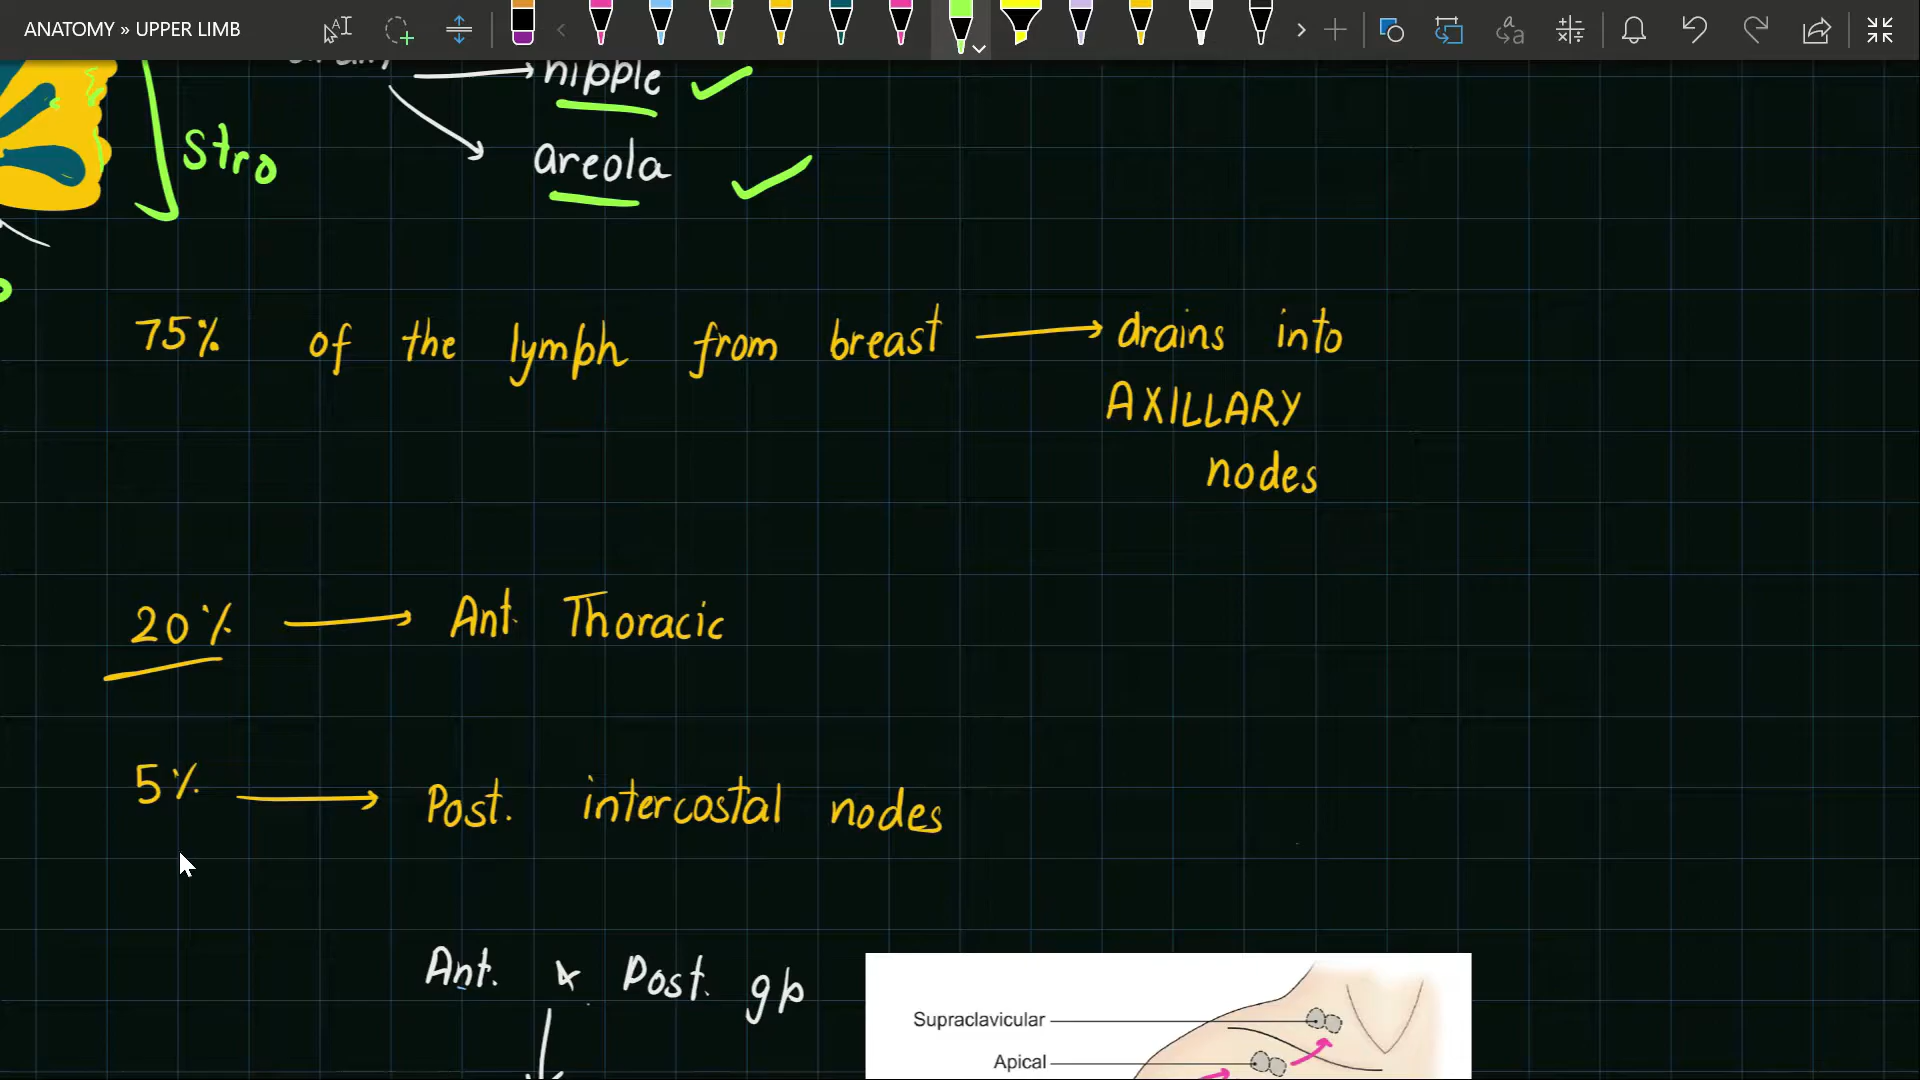 ANATOMY » UPPER LIMB
nipple
areola
Stro
75% of the lymph from breast → drains into
AXILLARY
nodes
20% → Ant. Thoracic
5% → Post. intercostal nodes
Ant. & Post. gp
Supraclavicular
Apical